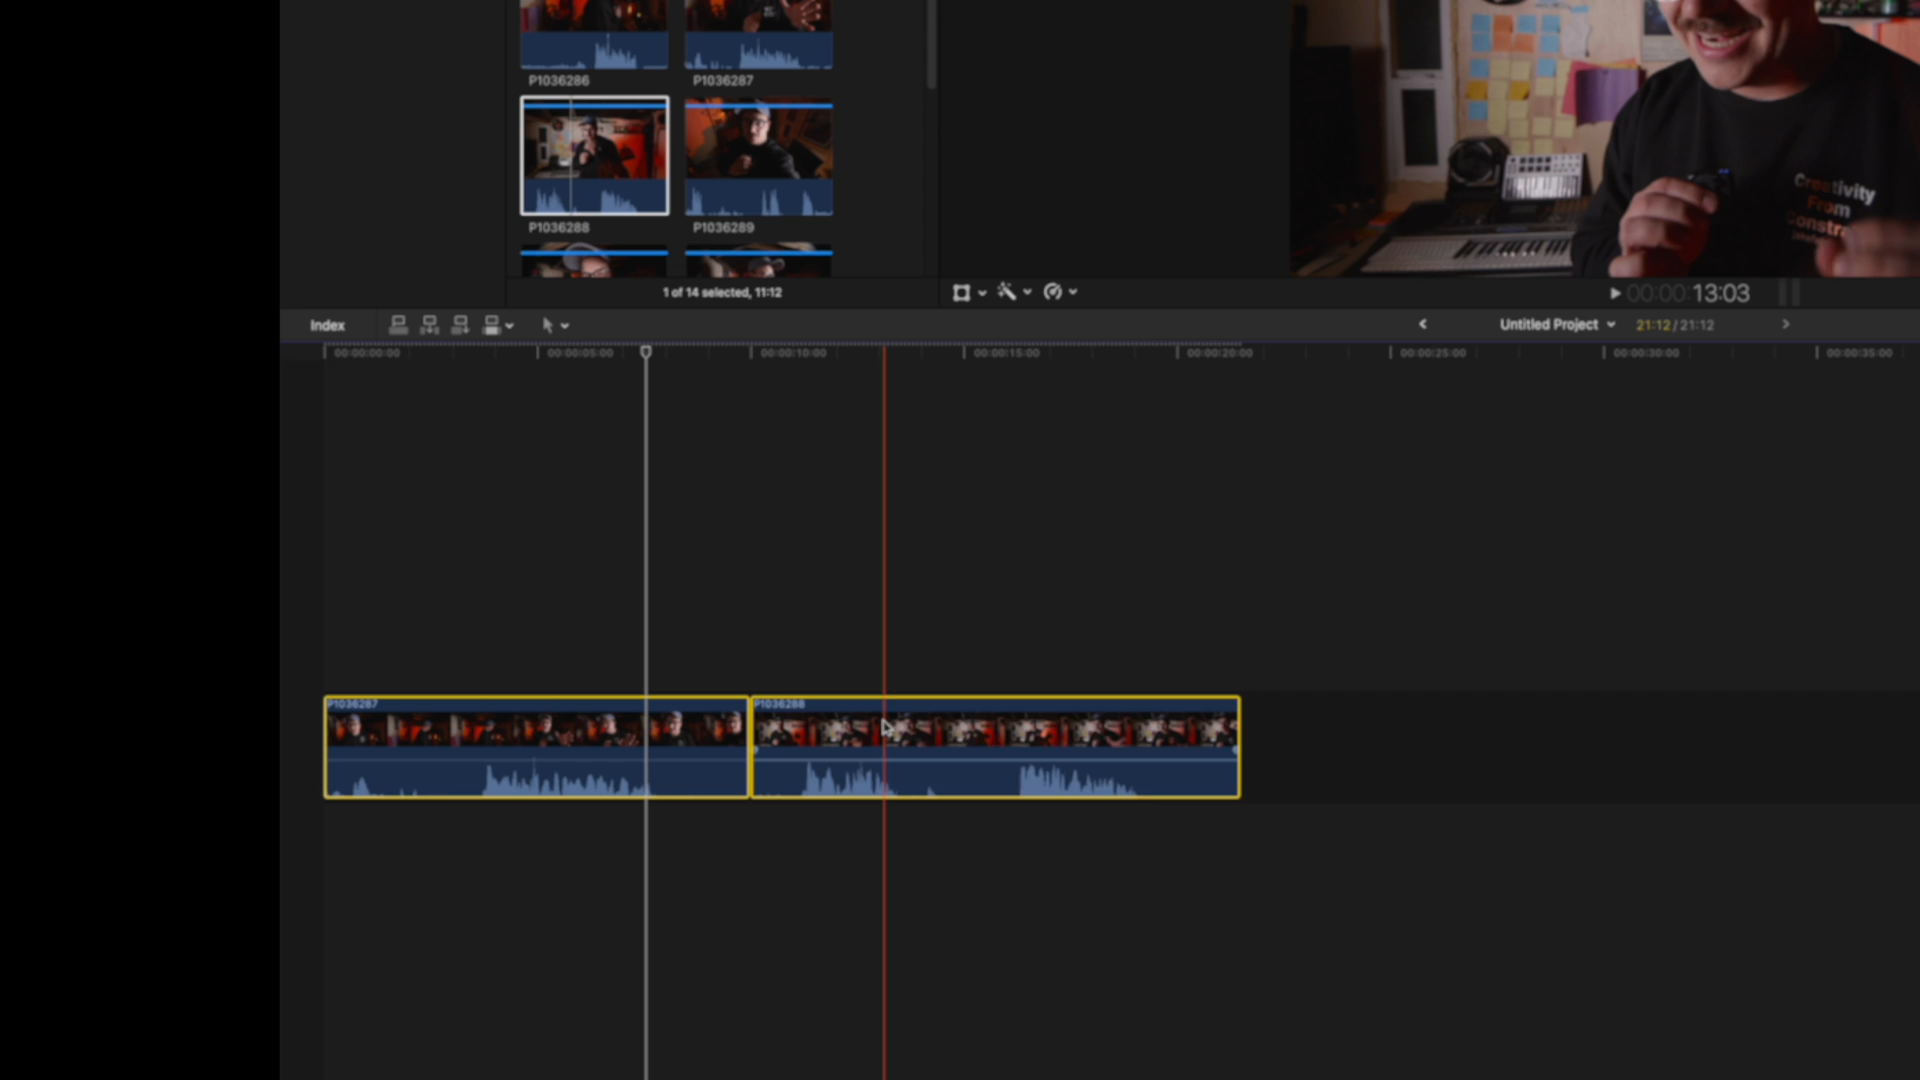 P1036286
P1036287
P1036288
P1036289
Creativity
From
Constra
1 of 14 selected, 11:12
00:00:13:03
Index
Untitled Project
21:12 / 21:12
00:00:00:00
00:00:05:00
00:00:10:00
00:00:15:00
00:00:20:00
00:00:25:00
00:00:30:00
00:00:35:00
P1036287
P1036288